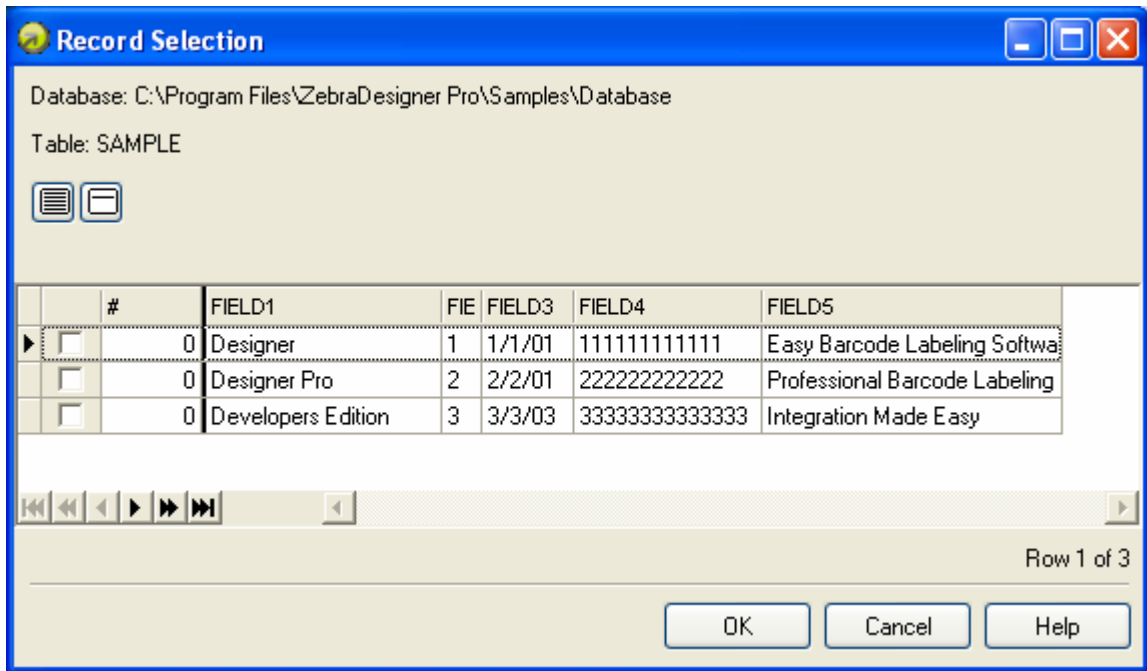 Record Selection
Database: C:\Program Files\ZebraDesigner Pro\Samples\Database
Table: SAMPLE
# FIELD1 FIE FIELD3 FIELD4 FIELD5
0 Designer 1 1/1/01 111111111111 Easy Barcode Labeling Softwa
0 Designer Pro 2 2/2/01 222222222222 Professional Barcode Labeling
0 Developers Edition 3 3/3/03 33333333333333 Integration Made Easy
Row 1 of 3
OK Cancel Help